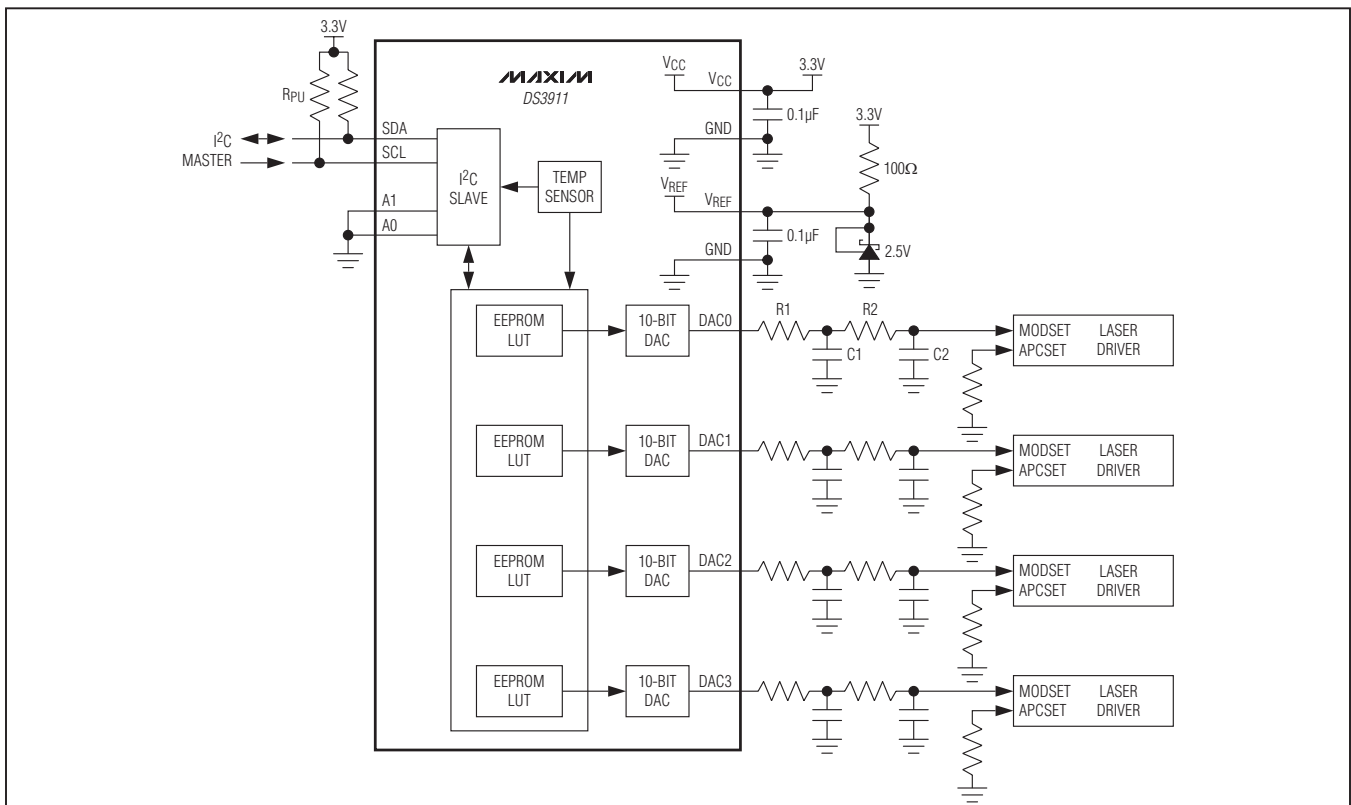 3.3V
MAXIM
DS3911
RPU
VCC
VCC
3.3V
0.1µF
3.3V
GND
100Ω
I2C
MASTER
SDA
SCL
A1
A0
I2C
SLAVE
TEMP
SENSOR
VREF
VREF
0.1µF
GND
2.5V
EEPROM
LUT
10-BIT
DAC
DAC0
R1
R2
C1
C2
MODSET
APCSET
LASER
DRIVER
EEPROM
LUT
10-BIT
DAC
DAC1
MODSET
APCSET
LASER
DRIVER
EEPROM
LUT
10-BIT
DAC
DAC2
MODSET
APCSET
LASER
DRIVER
EEPROM
LUT
10-BIT
DAC
DAC3
MODSET
APCSET
LASER
DRIVER